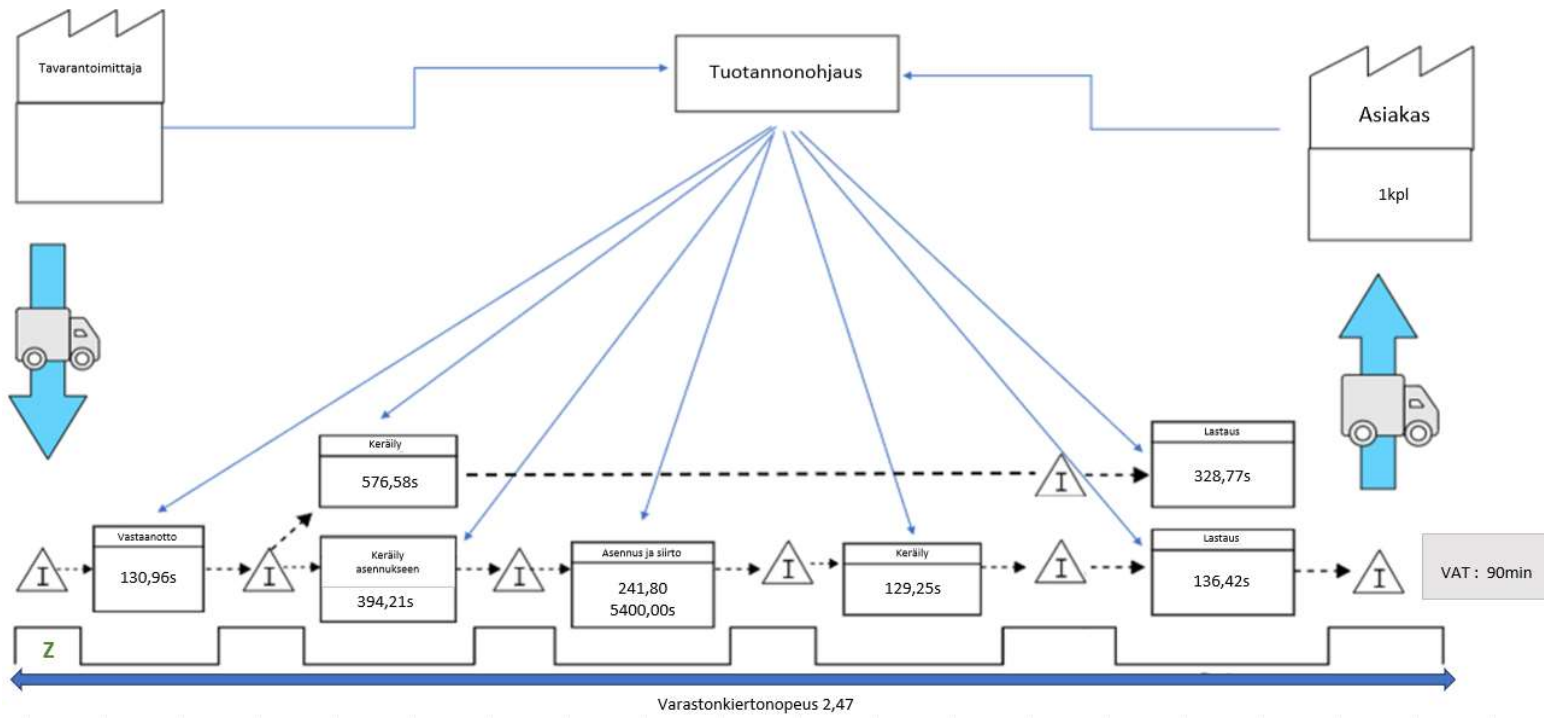 Tavarantoimittaja
Tuotannonohjaus
Asiakas
1kpl
Keräily
576,58s
I
Lastaus
328,77s
I
Vastaanotto
130,96s
I
Keräily
asennukseen
394,21s
I
Asennus ja siirto
241,80
5400,00s
I
Keräily
129,25s
I
Lastaus
136,42s
I
VAT : 90min
Z
Varastonkiertonopeus 2,47